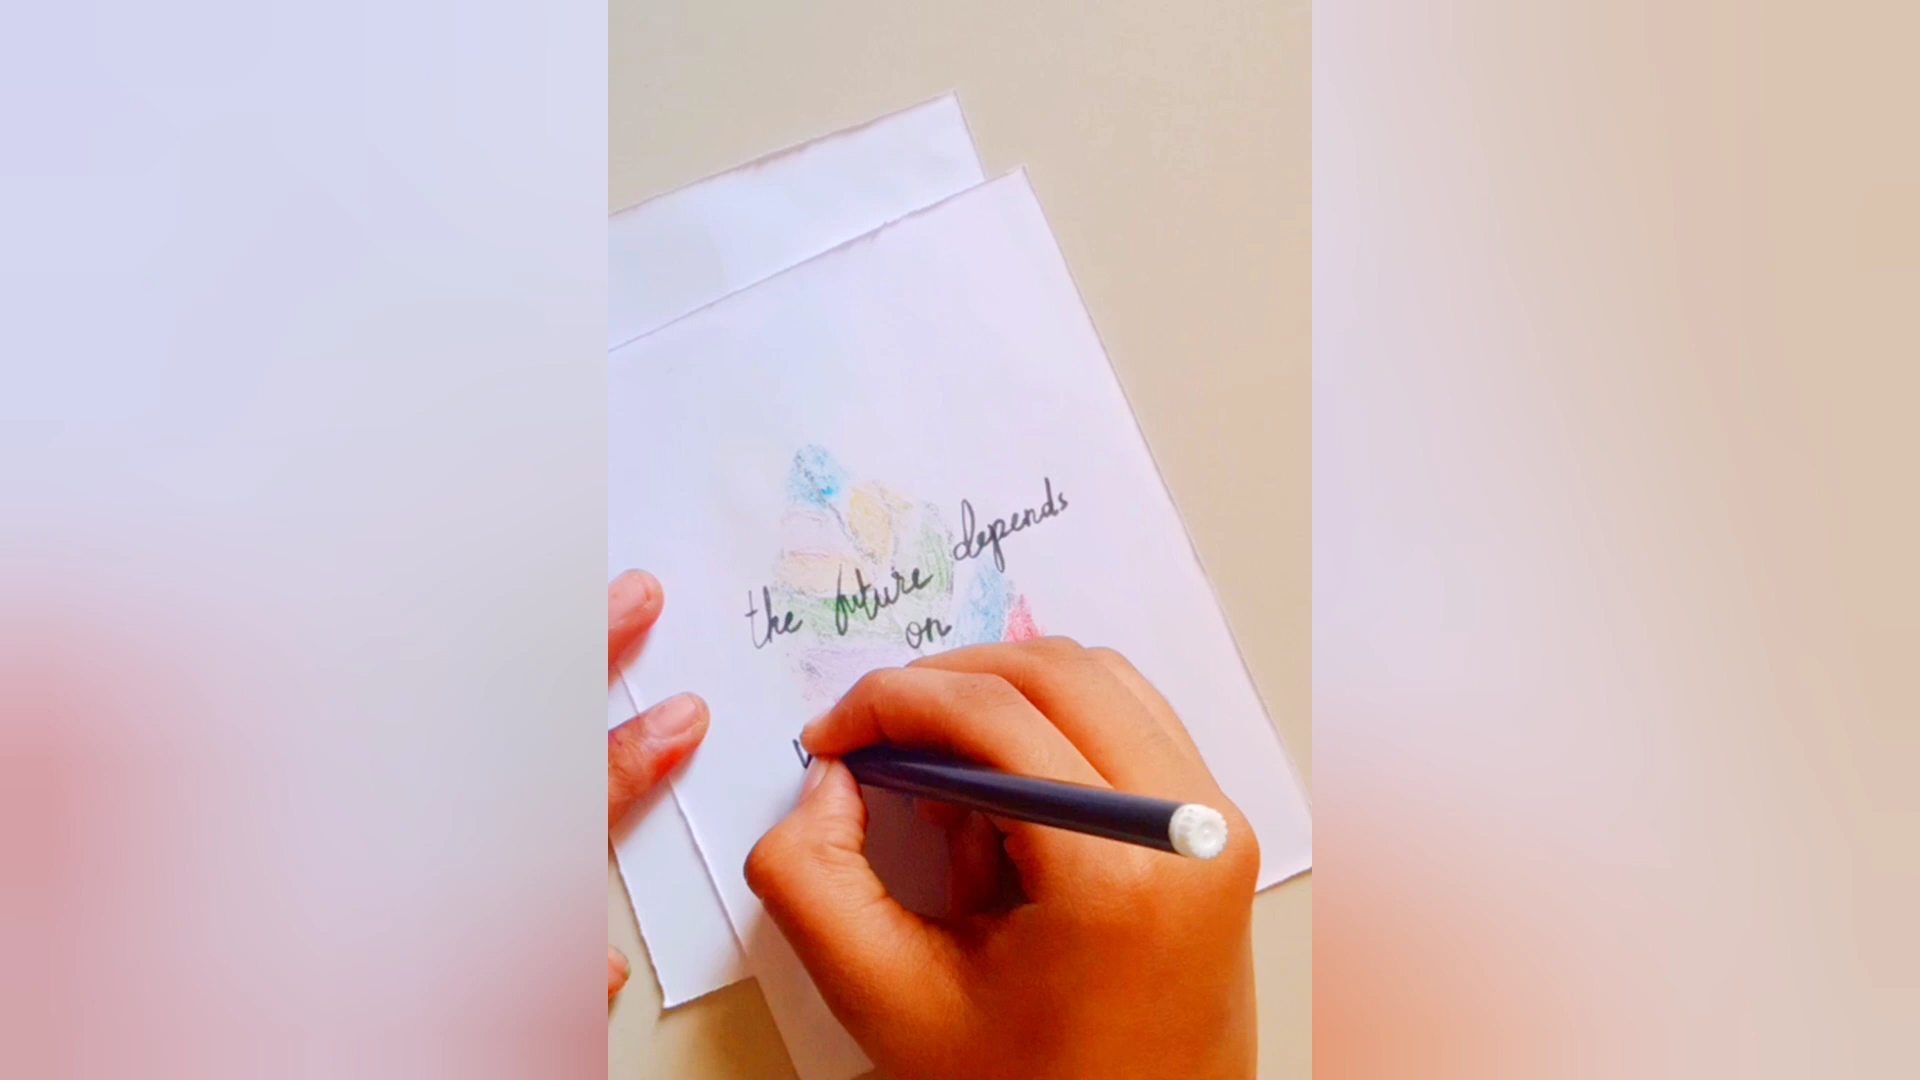 the future depends
on